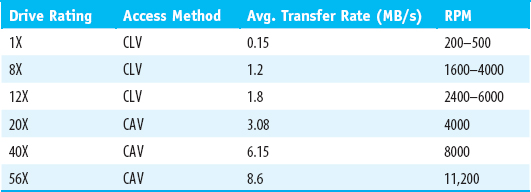 Drive Rating Access Method Avg. Transfer Rate (MB/s) RPM
1X CLV 0.15 200–500
8X CLV 1.2 1600–4000
12X CLV 1.8 2400–6000
20X CAV 3.08 4000
40X CAV 6.15 8000
56X CAV 8.6 11,200